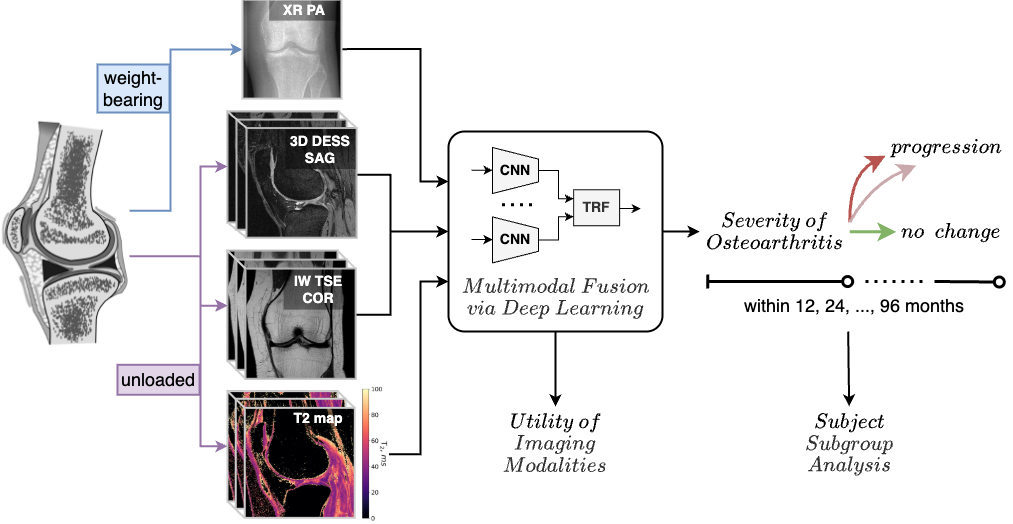 XR PA
weight-
bearing
3D DESS
SAG
IW TSE
COR
unloaded
T2 map
100
80
60
40
20
0
T2, ms
CNN
CNN
TRF
Multimodal Fusion
via Deep Learning
Utility of
Imaging
Modalities
Severity of
Osteoarthritis
progression
no change
within 12, 24, ..., 96 months
Subject
Subgroup
Analysis